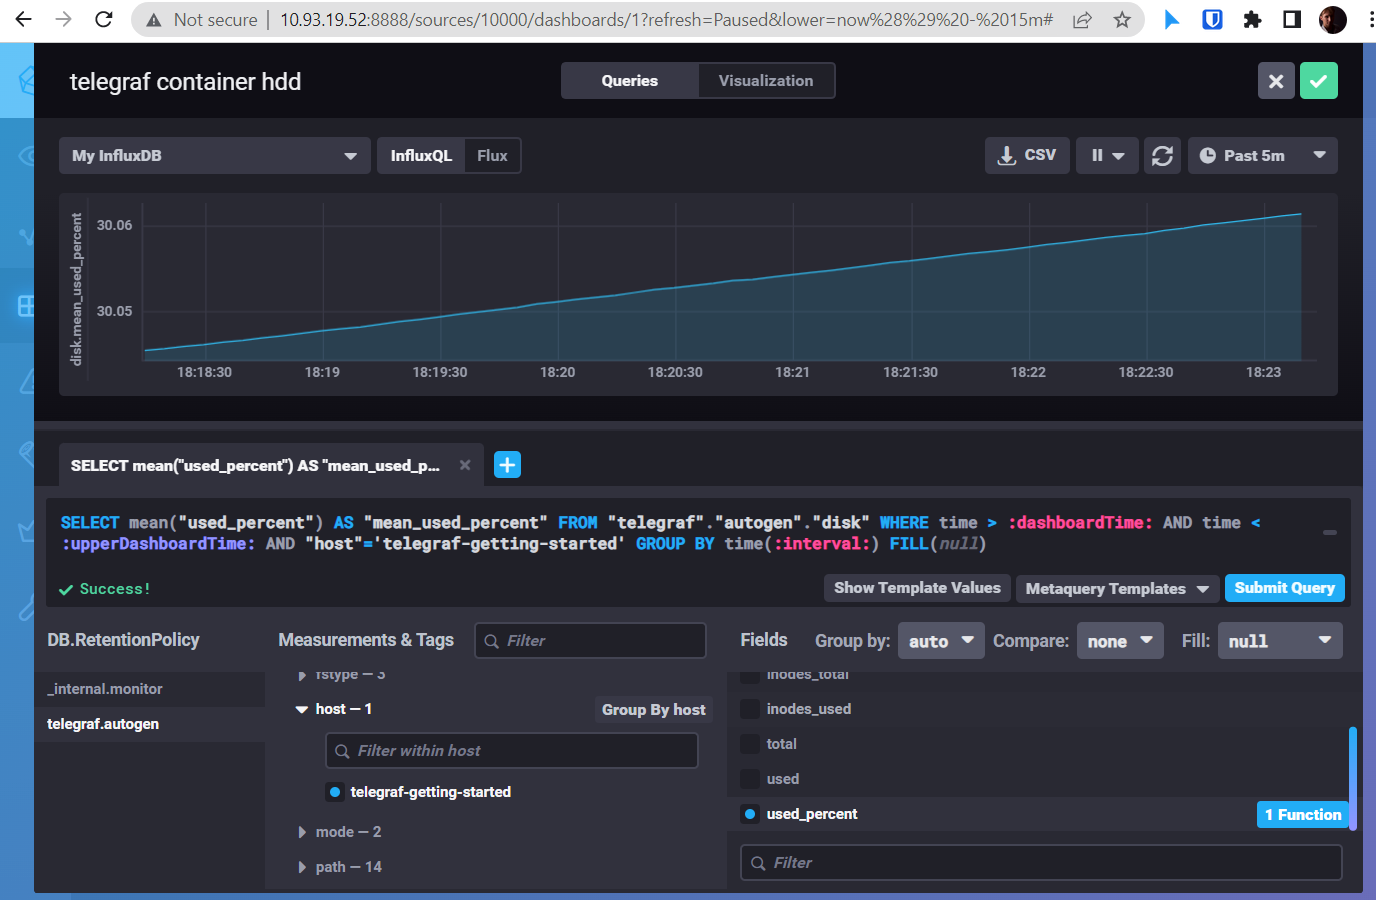 Not secure | 10.93.19.52:8888/sources/10000/dashboards/1?refresh=Paused&lower=now%28%29%20-%2015m#
telegraf container hdd
Queries
Visualization
My InfluxDB
InfluxQL
Flux
CSV
Past 5m
disk.mean_used_percent
30.06
30.05
18:18:30
18:19
18:19:30
18:20
18:20:30
18:21
18:21:30
18:22
18:22:30
18:23
SELECT mean("used_percent") AS "mean_used_p...
SELECT mean("used_percent") AS "mean_used_percent" FROM "telegraf"."autogen"."disk" WHERE time > :dashboardTime: AND time <
:upperDashboardTime: AND "host"='telegraf-getting-started' GROUP BY time(:interval:) FILL(null)
Success!
Show Template Values
Metaquery Templates
Submit Query
DB.RetentionPolicy
Measurements & Tags
Filter
Fields
Group by:
auto
Compare:
none
Fill:
null
_internal.monitor
telegraf.autogen
fstype — 3
host — 1
Group By host
Filter within host
telegraf-getting-started
mode — 2
path — 14
inodes_total
inodes_used
total
used
used_percent
1 Function
Filter